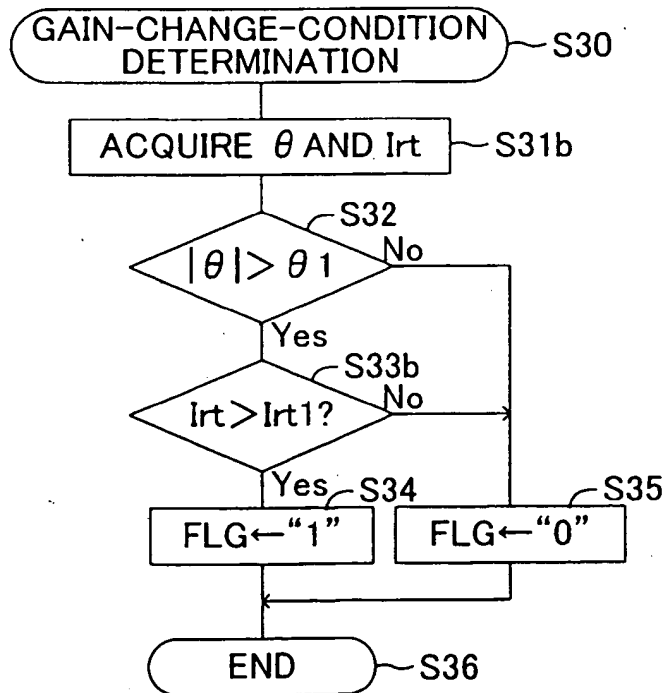 GAIN-CHANGE-CONDITION
DETERMINATION
S30
ACQUIRE θ AND Irt
S31b
S32
|θ|> θ1
No
Yes
S33b
Irt>Irt1?
No
Yes
S34
FLG←“1”
S35
FLG←“0”
END
S36